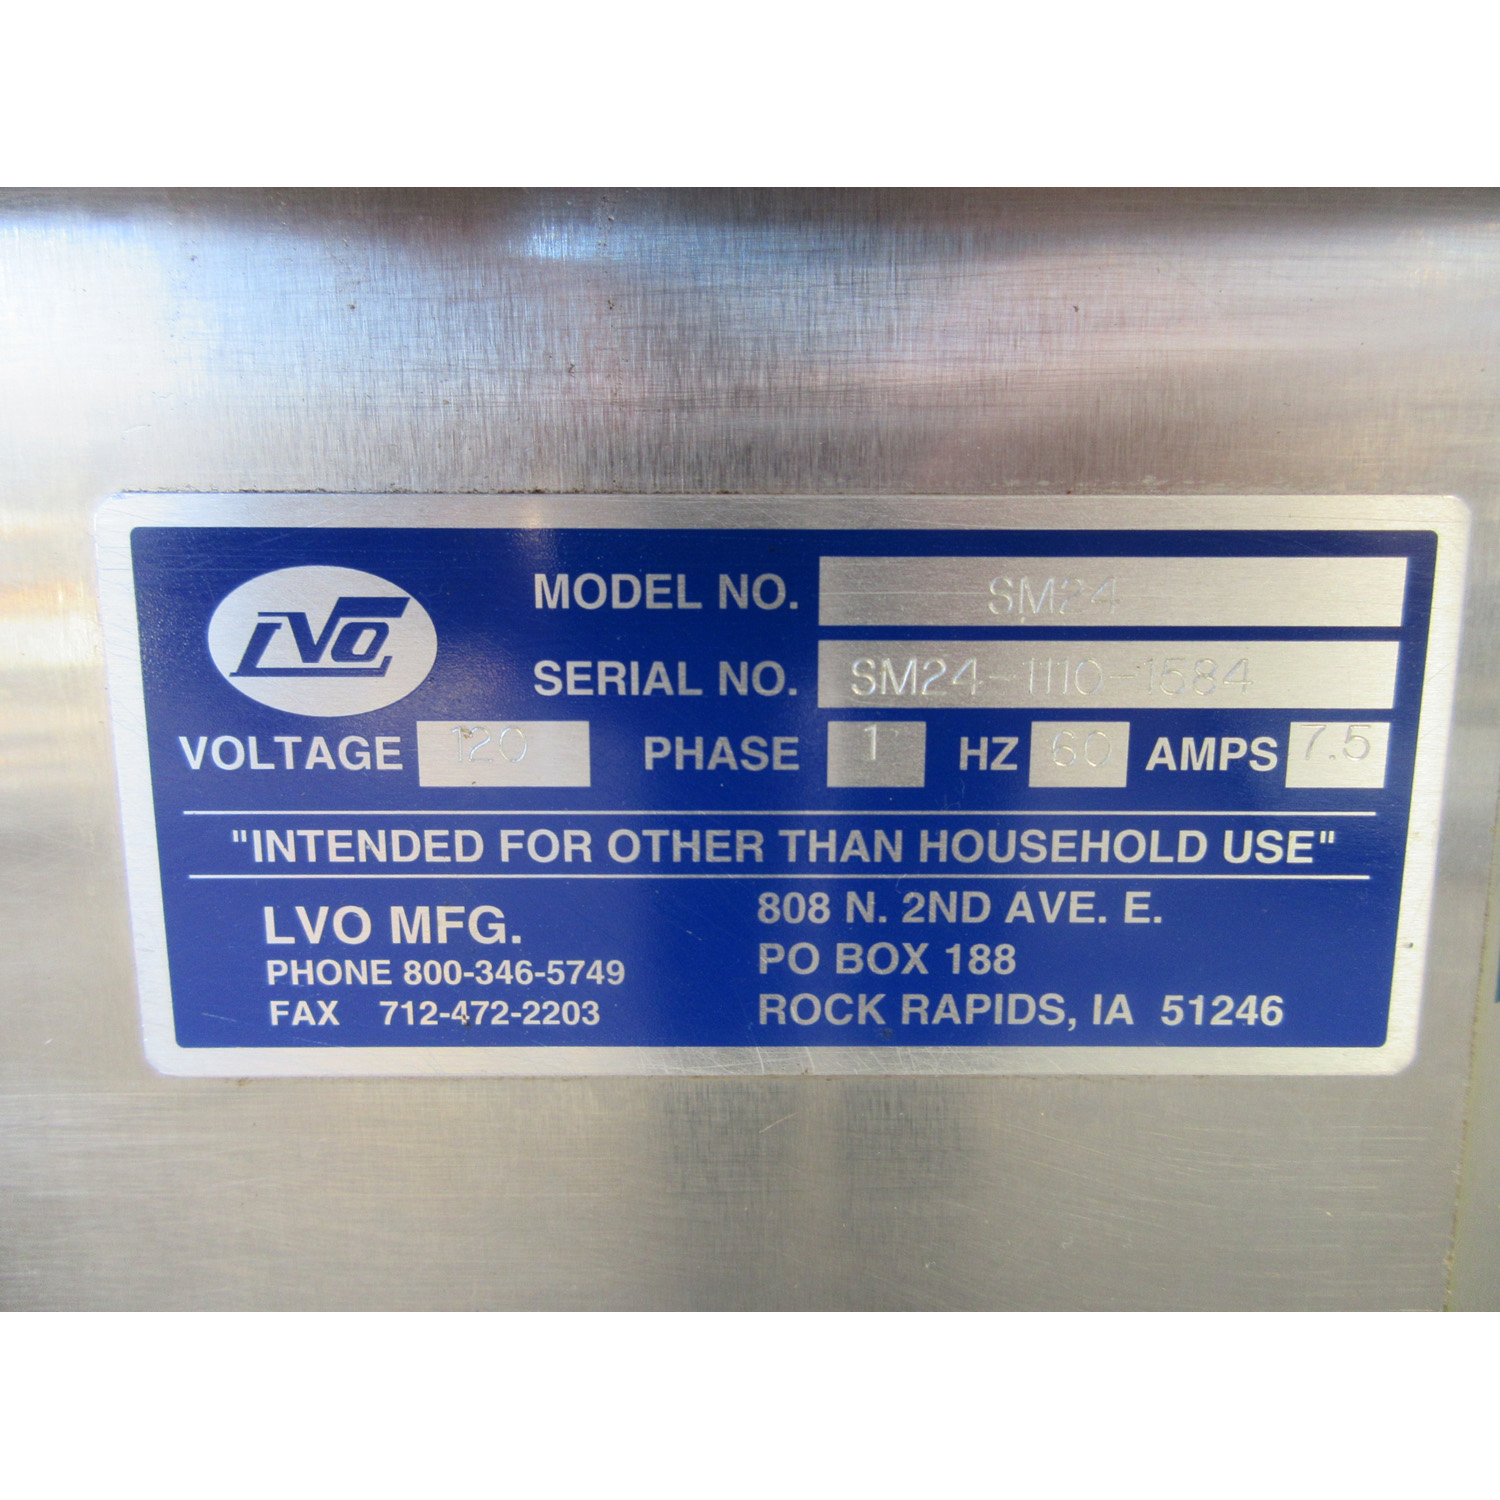 LVO
MODEL NO. SM24
SERIAL NO. SM24-1110-1584
VOLTAGE 120 PHASE 1 HZ 60 AMPS 7.5
"INTENDED FOR OTHER THAN HOUSEHOLD USE"
LVO MFG.
PHONE 800-346-5749
FAX 712-472-2203
808 N. 2ND AVE. E.
PO BOX 188
ROCK RAPIDS, IA 51246